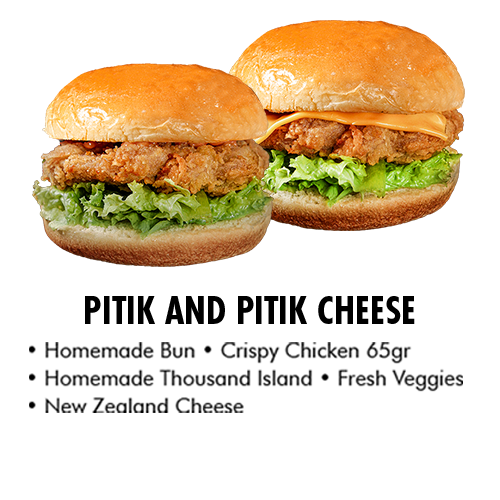 PITIK AND PITIK CHEESE
• Homemade Bun • Crispy Chicken 65gr
• Homemade Thousand Island • Fresh Veggies
• New Zealand Cheese